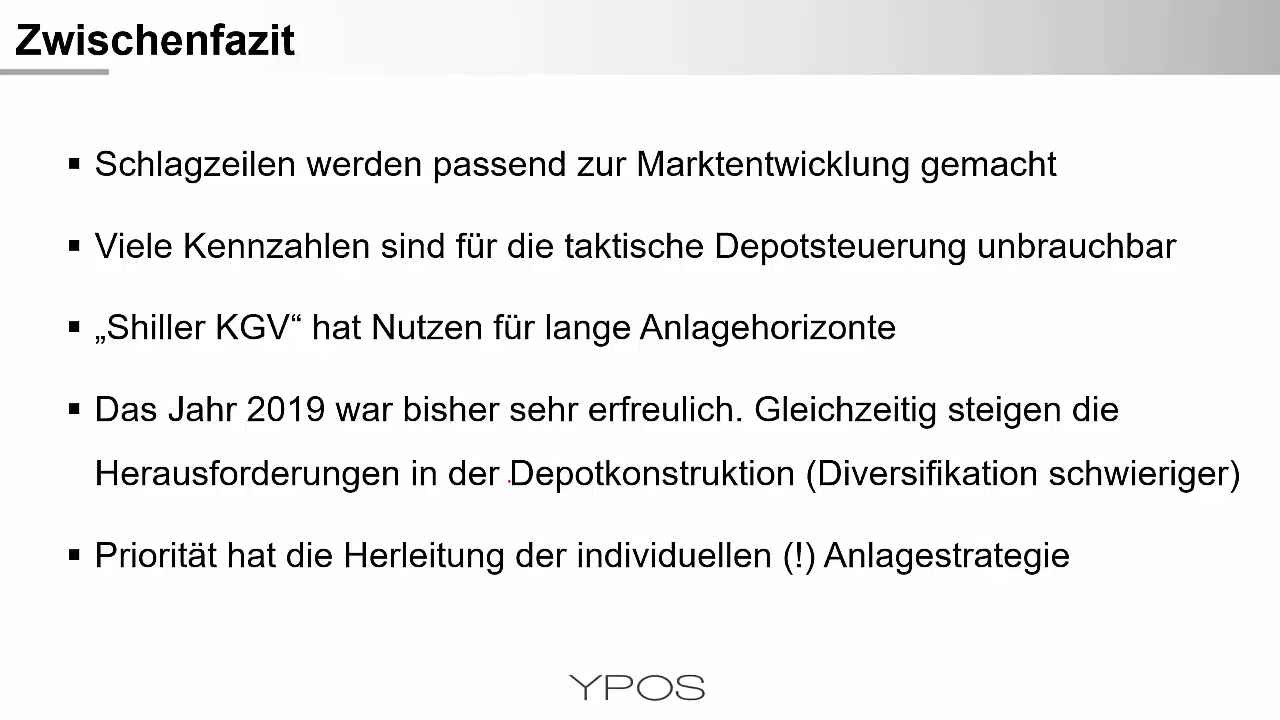 Zwischenfazit
▪ Schlagzeilen werden passend zur Marktentwicklung gemacht
▪ Viele Kennzahlen sind für die taktische Depotsteuerung unbrauchbar
▪ „Shiller KGV“ hat Nutzen für lange Anlagehorizonte
▪ Das Jahr 2019 war bisher sehr erfreulich. Gleichzeitig steigen die
Herausforderungen in der Depotkonstruktion (Diversifikation schwieriger)
▪ Priorität hat die Herleitung der individuellen (!) Anlagestrategie
YPOS